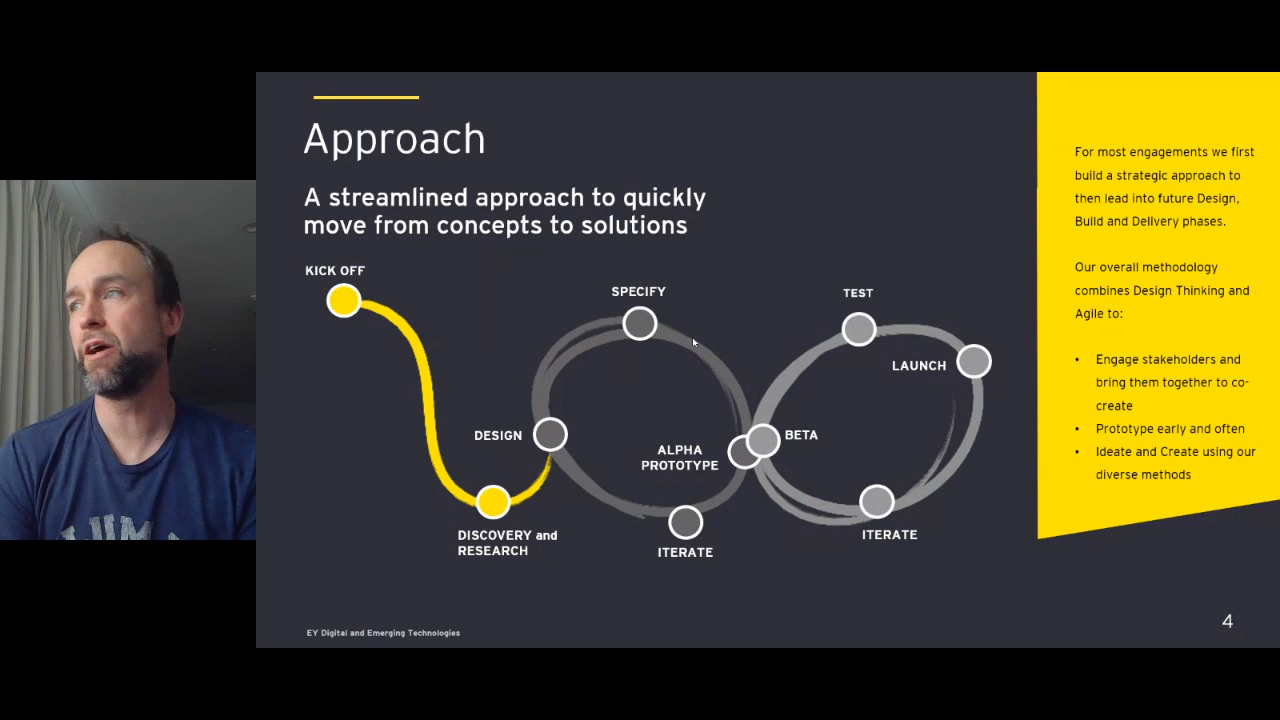 Approach
A streamlined approach to quickly
move from concepts to solutions
KICK OFF
SPECIFY
TEST
LAUNCH
DESIGN
ALPHA
PROTOTYPE
BETA
DISCOVERY and
RESEARCH
ITERATE
ITERATE
For most engagements we first
build a strategic approach to
then lead into future Design,
Build and Delivery phases.
Our overall methodology
combines Design Thinking and
Agile to:
• Engage stakeholders and
bring them together to co-
create
• Prototype early and often
• Ideate and Create using our
diverse methods
EY Digital and Emerging Technologies
4